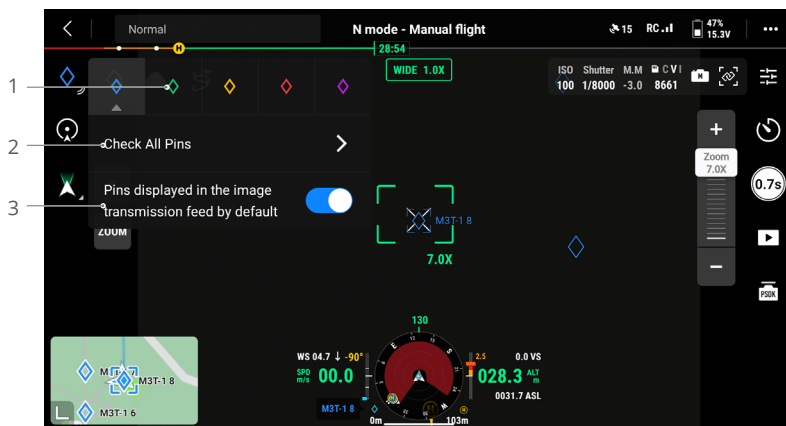 Normal
N mode - Manual flight
15
RC
47%
15.3V
H
28:54
WIDE 1.0X
ISO Shutter M.M C V I
100 1/8000 -3.0 8661
1
2
Check All Pins
3
Pins displayed in the image
transmission feed by default
ZOOM
+
Zoom
7.0X
−
0.7s
PSDK
M3T-1 8
7.0X
130
WS 04.7 ↓ -90°
2.5
0.0 VS
SPD
m/s
00.0
028.3
ALT
m
0031.7 ASL
E
S
W
12
15
M3T-1 8
0m
103m
M3T-1 8
M3T-1 6